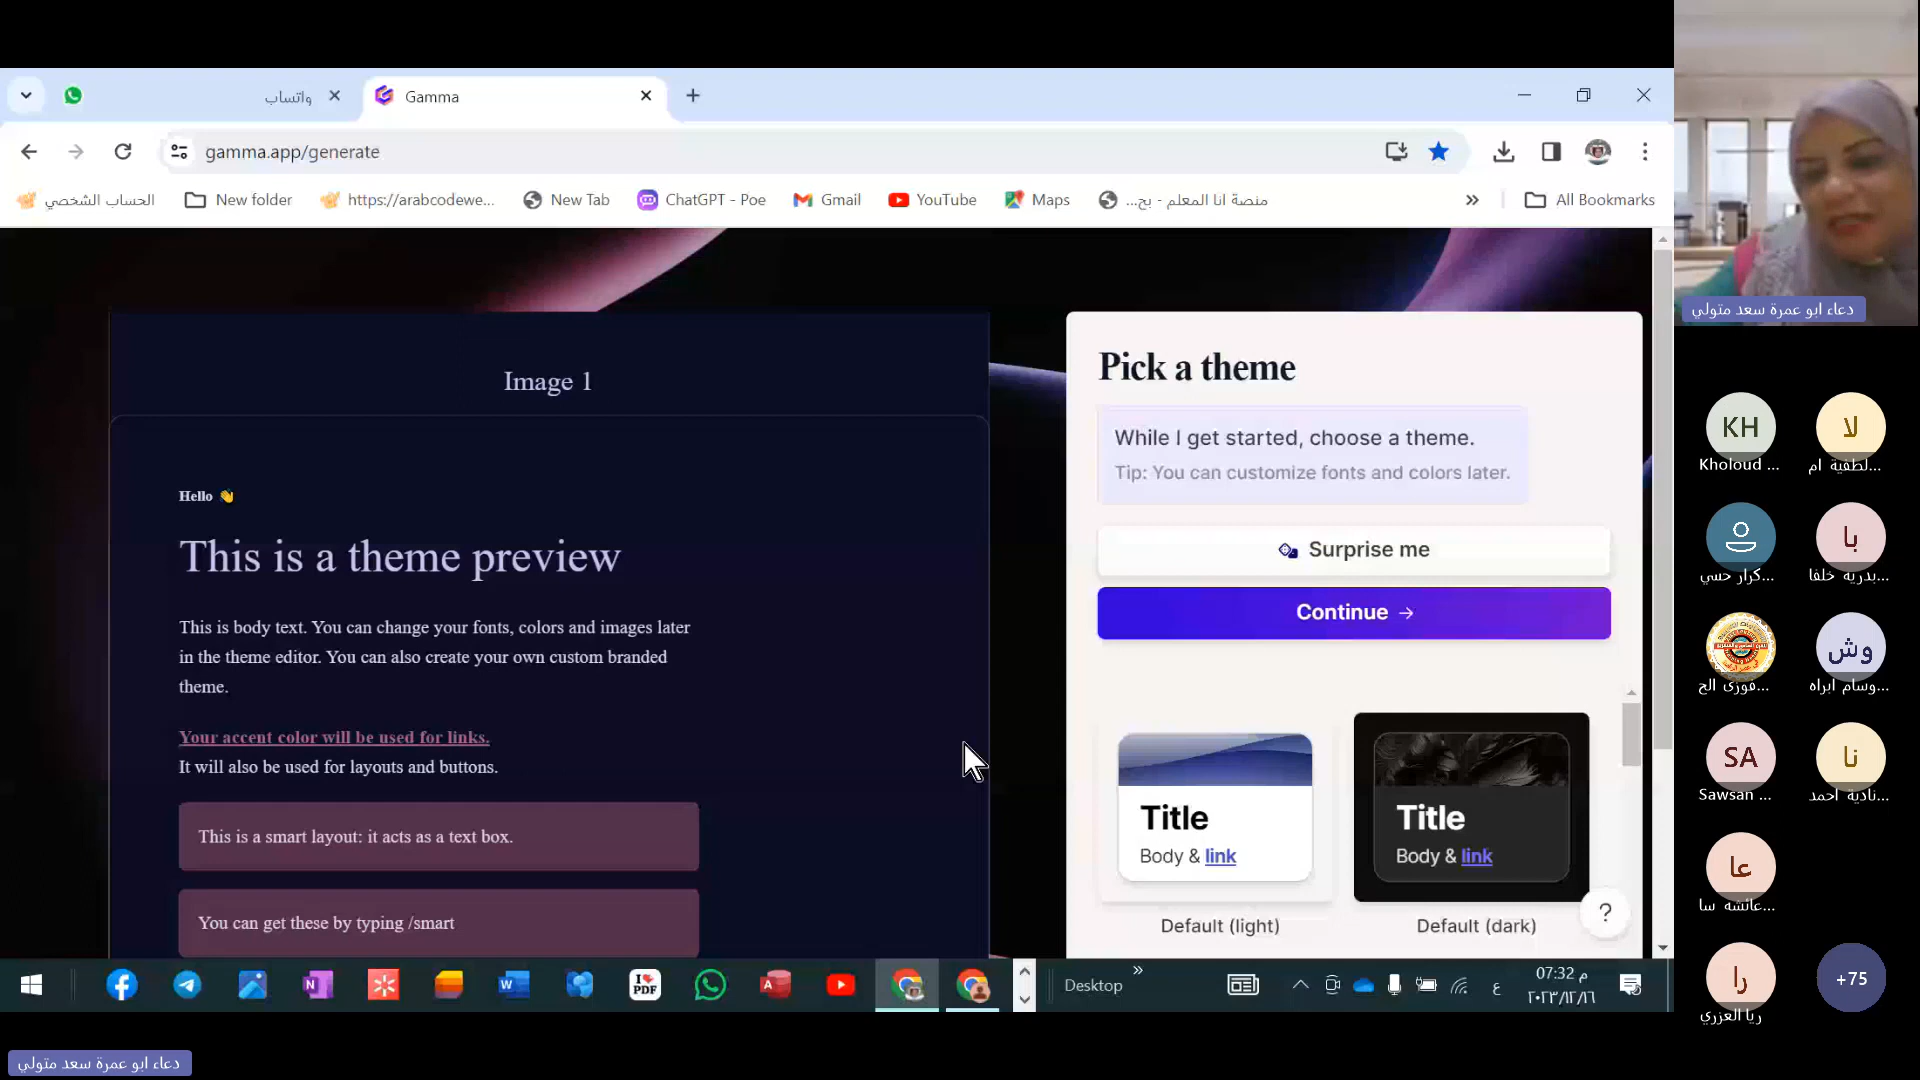 واتساب
Gamma
gamma.app/generate
الحساب الشخصي
New folder
https://arabcodewe...
New Tab
ChatGPT - Poe
Gmail
YouTube
Maps
منصة انا المعلم - بح...
All Bookmarks
Image 1
Hello 👋
This is a theme preview
This is body text. You can change your fonts, colors and images later
in the theme editor. You can also create your own custom branded
theme.
Your accent color will be used for links.
It will also be used for layouts and buttons.
This is a smart layout: it acts as a text box.
You can get these by typing /smart
Pick a theme
While I get started, choose a theme.
Tip: You can customize fonts and colors later.
Surprise me
Continue →
Title
Body & link
Default (light)
Title
Body & link
Default (dark)
?
Desktop
ع
07:32 م
٢٠٢٣/١٢/١٦
دعاء ابو عمرة سعد متولي
KH
Kholoud ...
لا
لطفية ام...
كرار حسي...
با
بدرية خلفا...
فوزى الح...
وش
وسام ابراه...
SA
Sawsan ...
نا
نادية احمد...
عا
عائشه سا...
را
ريا العزري
+75
دعاء ابو عمرة سعد متولي